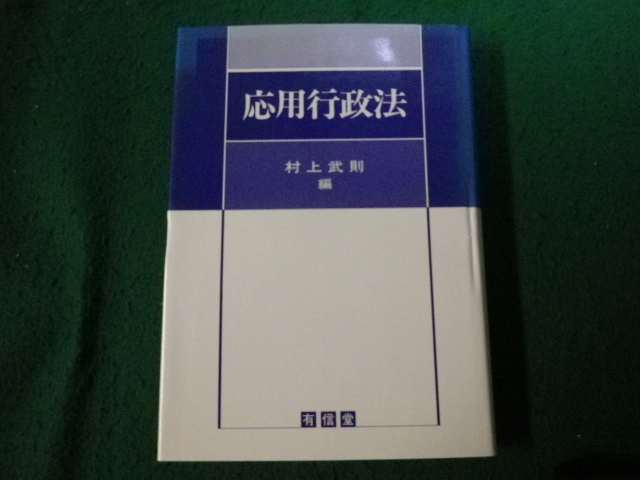 応用行政法
村上武則
編
有信堂